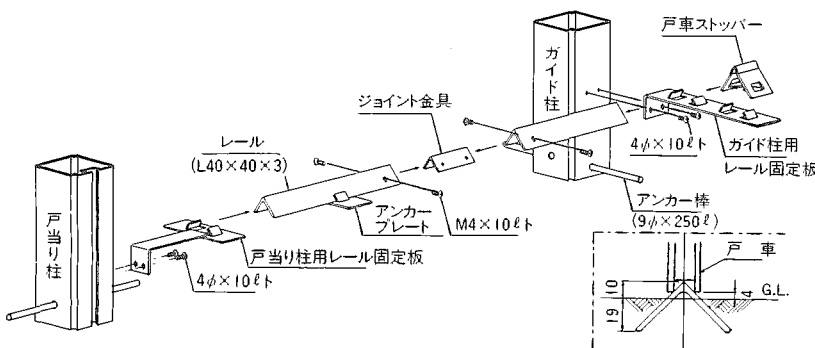 戸車ストッパー
ガイド柱
ジョイント金具
レール
(L40×40×3)
4φ×10ℓト
ガイド柱用
レール固定板
アンカー
プレート
M4×10ℓト
アンカー棒
(9φ×250ℓ)
戸当り柱
戸当り柱用レール固定板
4φ×10ℓト
戸車
10
4
G.L.
19